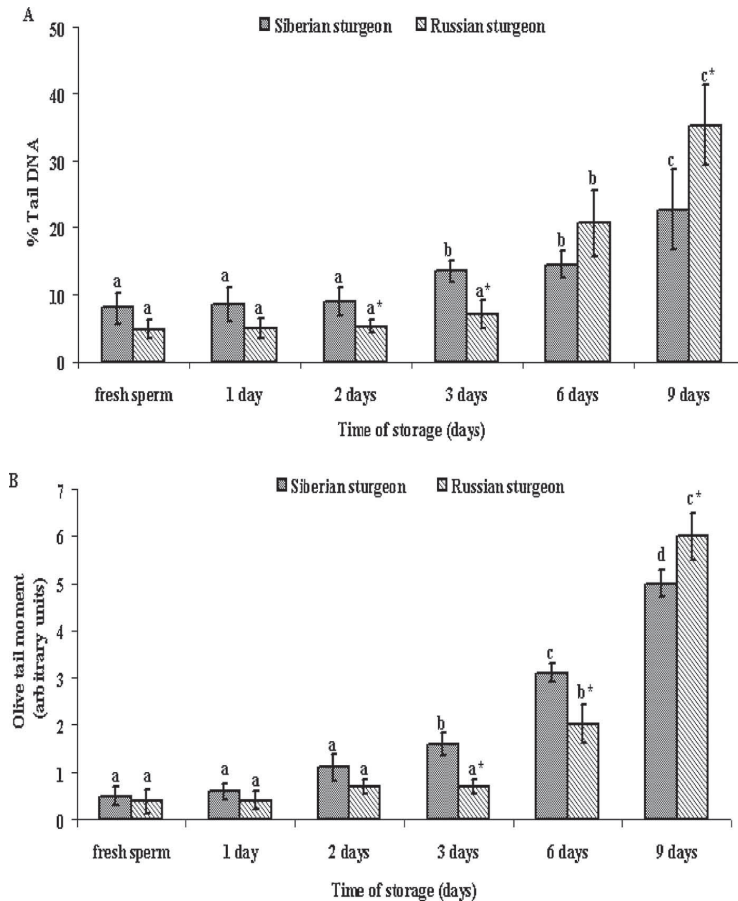 A
Siberian sturgeon Russian sturgeon
50
40
30
20
10
0
% Tail DNA
a a a a a a* b a* b b c c*
fresh sperm 1 day 2 days 3 days 6 days 9 days
Time of storage (days)
B
Siberian sturgeon Russian sturgeon
7
6
5
4
3
2
1
0
Olive tail moment
(arbitrary units)
a a a a a a b a* c b* d c*
fresh sperm 1 day 2 days 3 days 6 days 9 days
Time of storage (days)